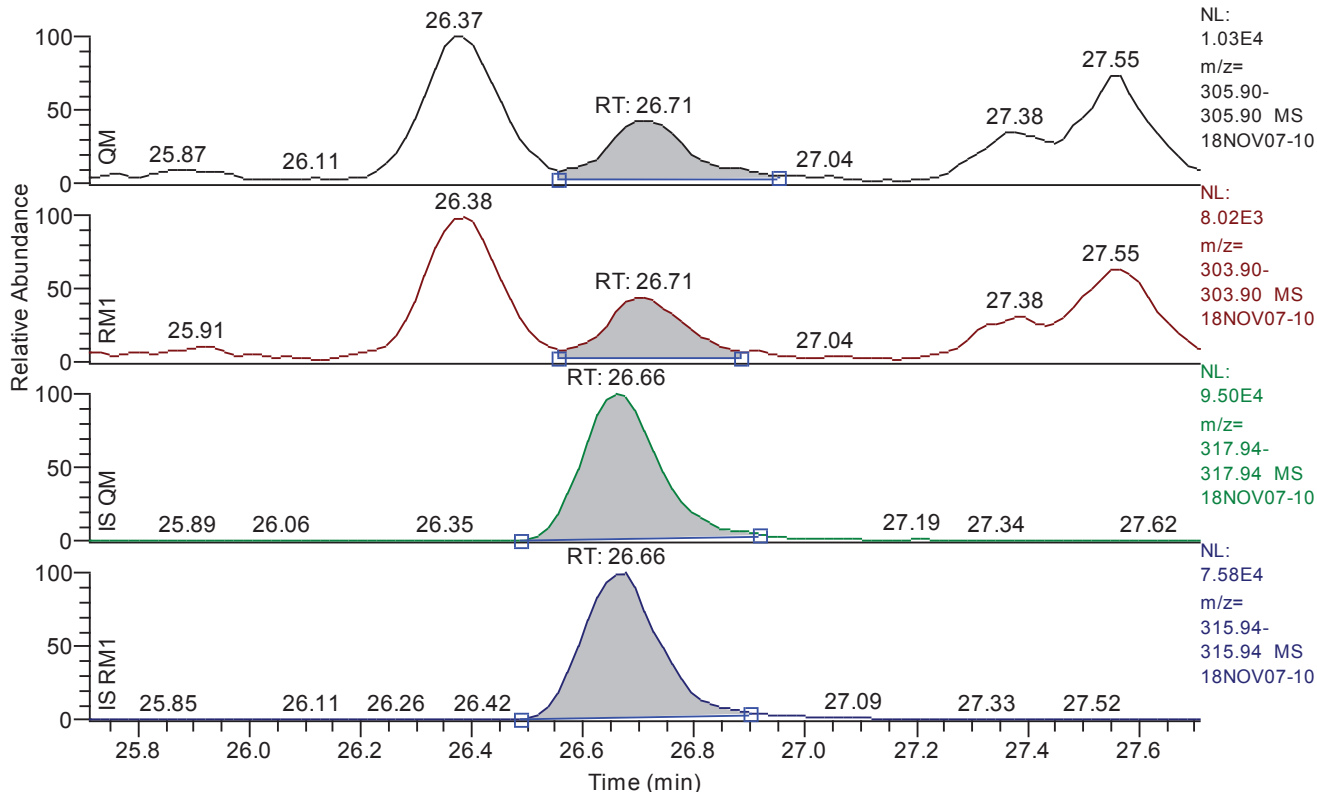 Relative Abundance
QM
100
50
0
25.87
26.11
26.37
RT: 26.71
27.04
27.38
27.55
NL:
1.03E4
m/z=
305.90-
305.90 MS
18NOV07-10
RM1
100
50
0
25.91
26.38
RT: 26.71
27.04
27.38
27.55
NL:
8.02E3
m/z=
303.90-
303.90 MS
18NOV07-10
IS QM
100
50
0
25.89
26.06
26.35
RT: 26.66
27.19
27.34
27.62
NL:
9.50E4
m/z=
317.94-
317.94 MS
18NOV07-10
IS RM1
100
50
0
25.85
26.11
26.26
26.42
RT: 26.66
27.09
27.33
27.52
NL:
7.58E4
m/z=
315.94-
315.94 MS
18NOV07-10
25.8 26.0 26.2 26.4 26.6 26.8 27.0 27.2 27.4 27.6
Time (min)